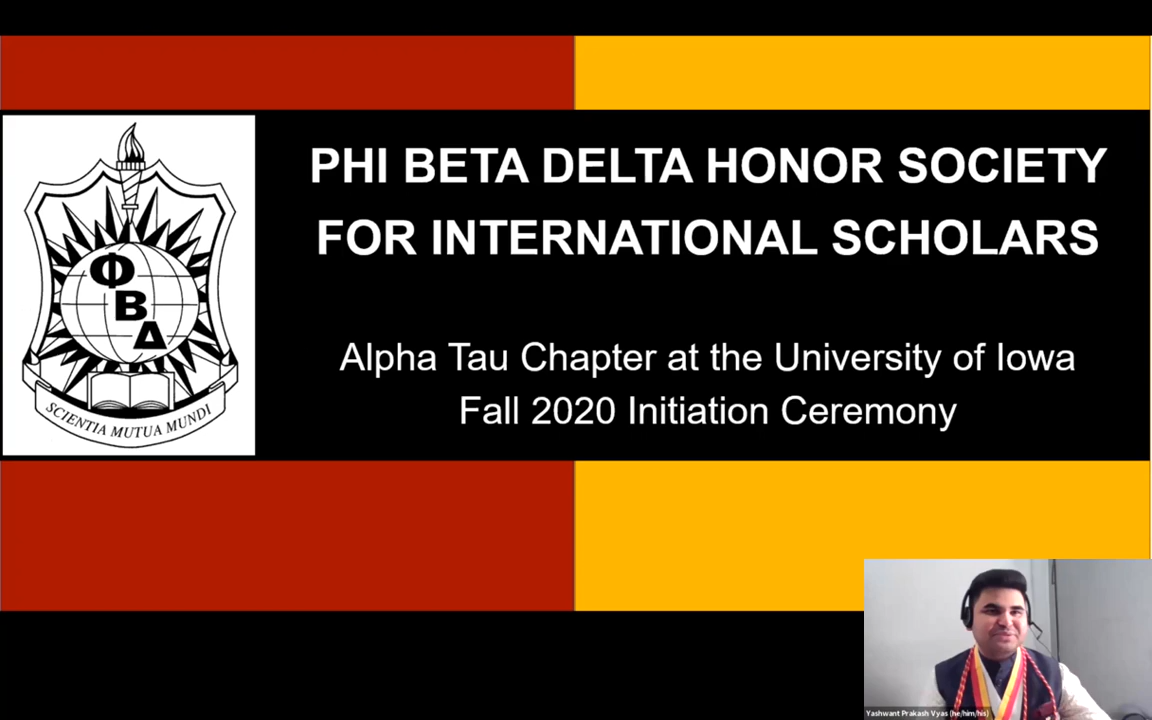 PHI BETA DELTA HONOR SOCIETY
FOR INTERNATIONAL SCHOLARS
Φ
Β
Δ
SCIENTIA MUTUA MUNDI
Alpha Tau Chapter at the University of Iowa
Fall 2020 Initiation Ceremony
Yashwant Prakash Vyas (he/him/his)